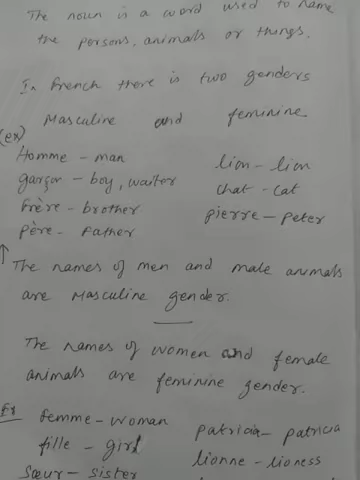 The noun is a word used to name
the persons, animals or things.
In French there is two genders
Masculine and feminine
(ex)
Homme - man
lion - lion
garçon - boy, waiter
chat - cat
frère - brother
pierre - Peter
père - Father
The names of men and male animals
are Masculine gender.
The names of women and female
animals are feminine gender.
Ex
femme - woman
patricia - patricia
fille - girl
lionne - lioness
Sœur - Sister